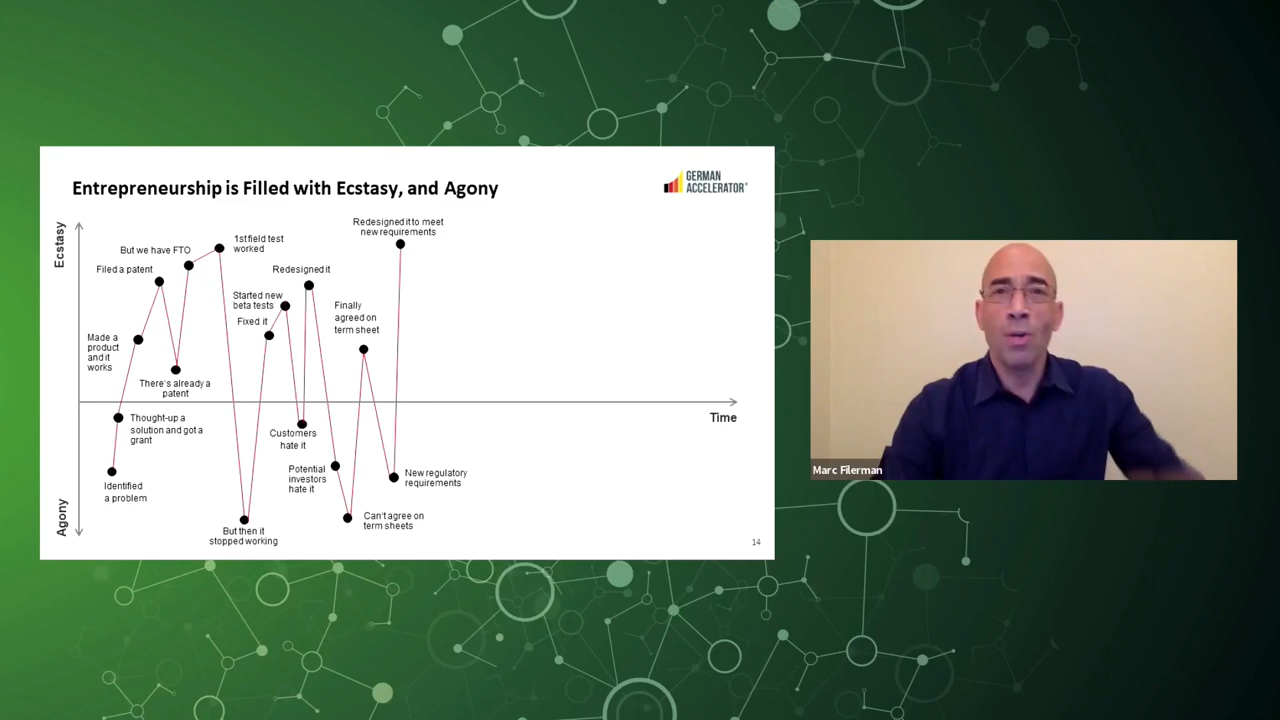 Entrepreneurship is Filled with Ecstasy, and Agony
GERMAN
ACCELERATOR
Ecstasy
Agony
Time
Identified
a problem
Thought-up a
solution and got a
grant
Made a
product
and it
works
Filed a patent
There's already a
patent
But we have FTO
1st field test
worked
But then it
stopped working
Fixed it
Started new
beta tests
Customers
hate it
Redesigned it
Potential
investors
hate it
Can't agree on
term sheets
Finally
agreed on
term sheet
New regulatory
requirements
Redesigned it to meet
new requirements
14
Marc Filerman